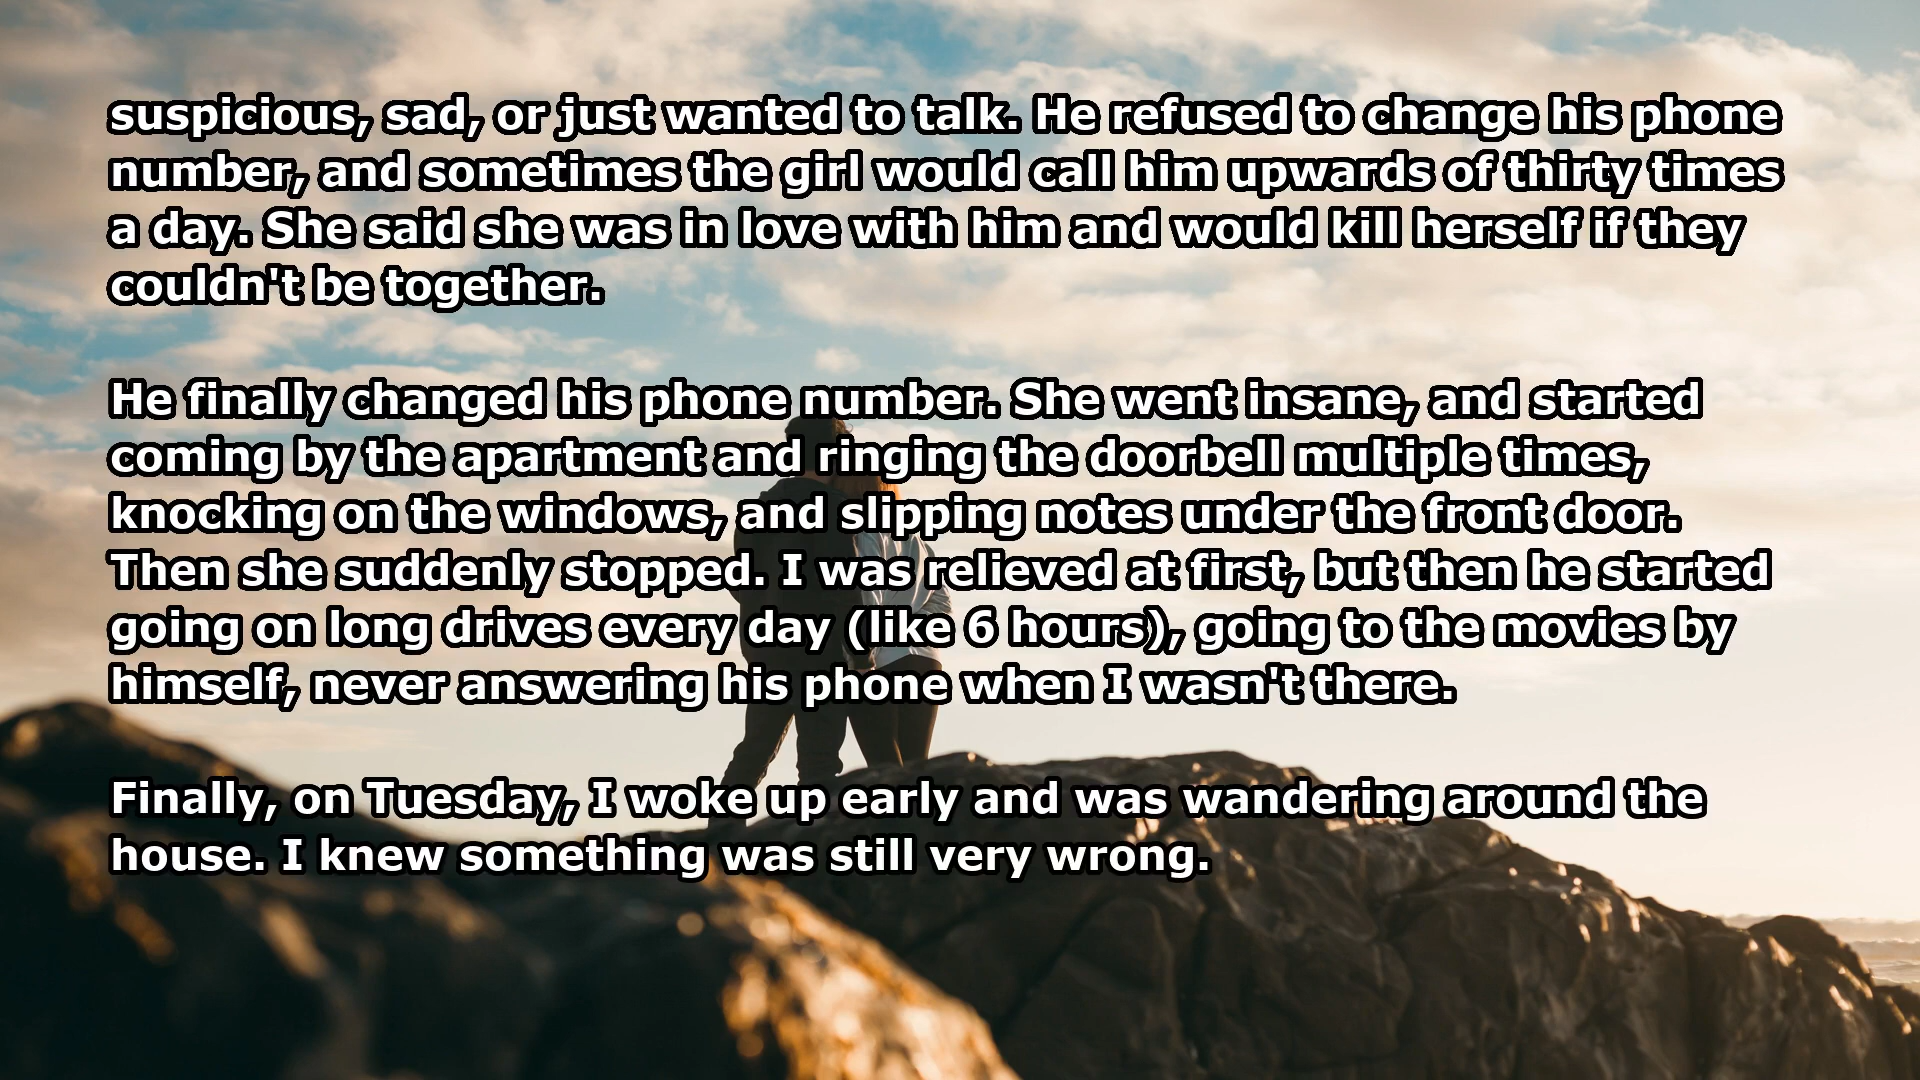 suspicious, sad, or just wanted to talk. He refused to change his phone
number, and sometimes the girl would call him upwards of thirty times
a day. She said she was in love with him and would kill herself if they
couldn't be together.
He finally changed his phone number. She went insane, and started
coming by the apartment and ringing the doorbell multiple times,
knocking on the windows, and slipping notes under the front door.
Then she suddenly stopped. I was relieved at first, but then he started
going on long drives every day (like 6 hours), going to the movies by
himself, never answering his phone when I wasn't there.
Finally, on Tuesday, I woke up early and was wandering around the
house. I knew something was still very wrong.